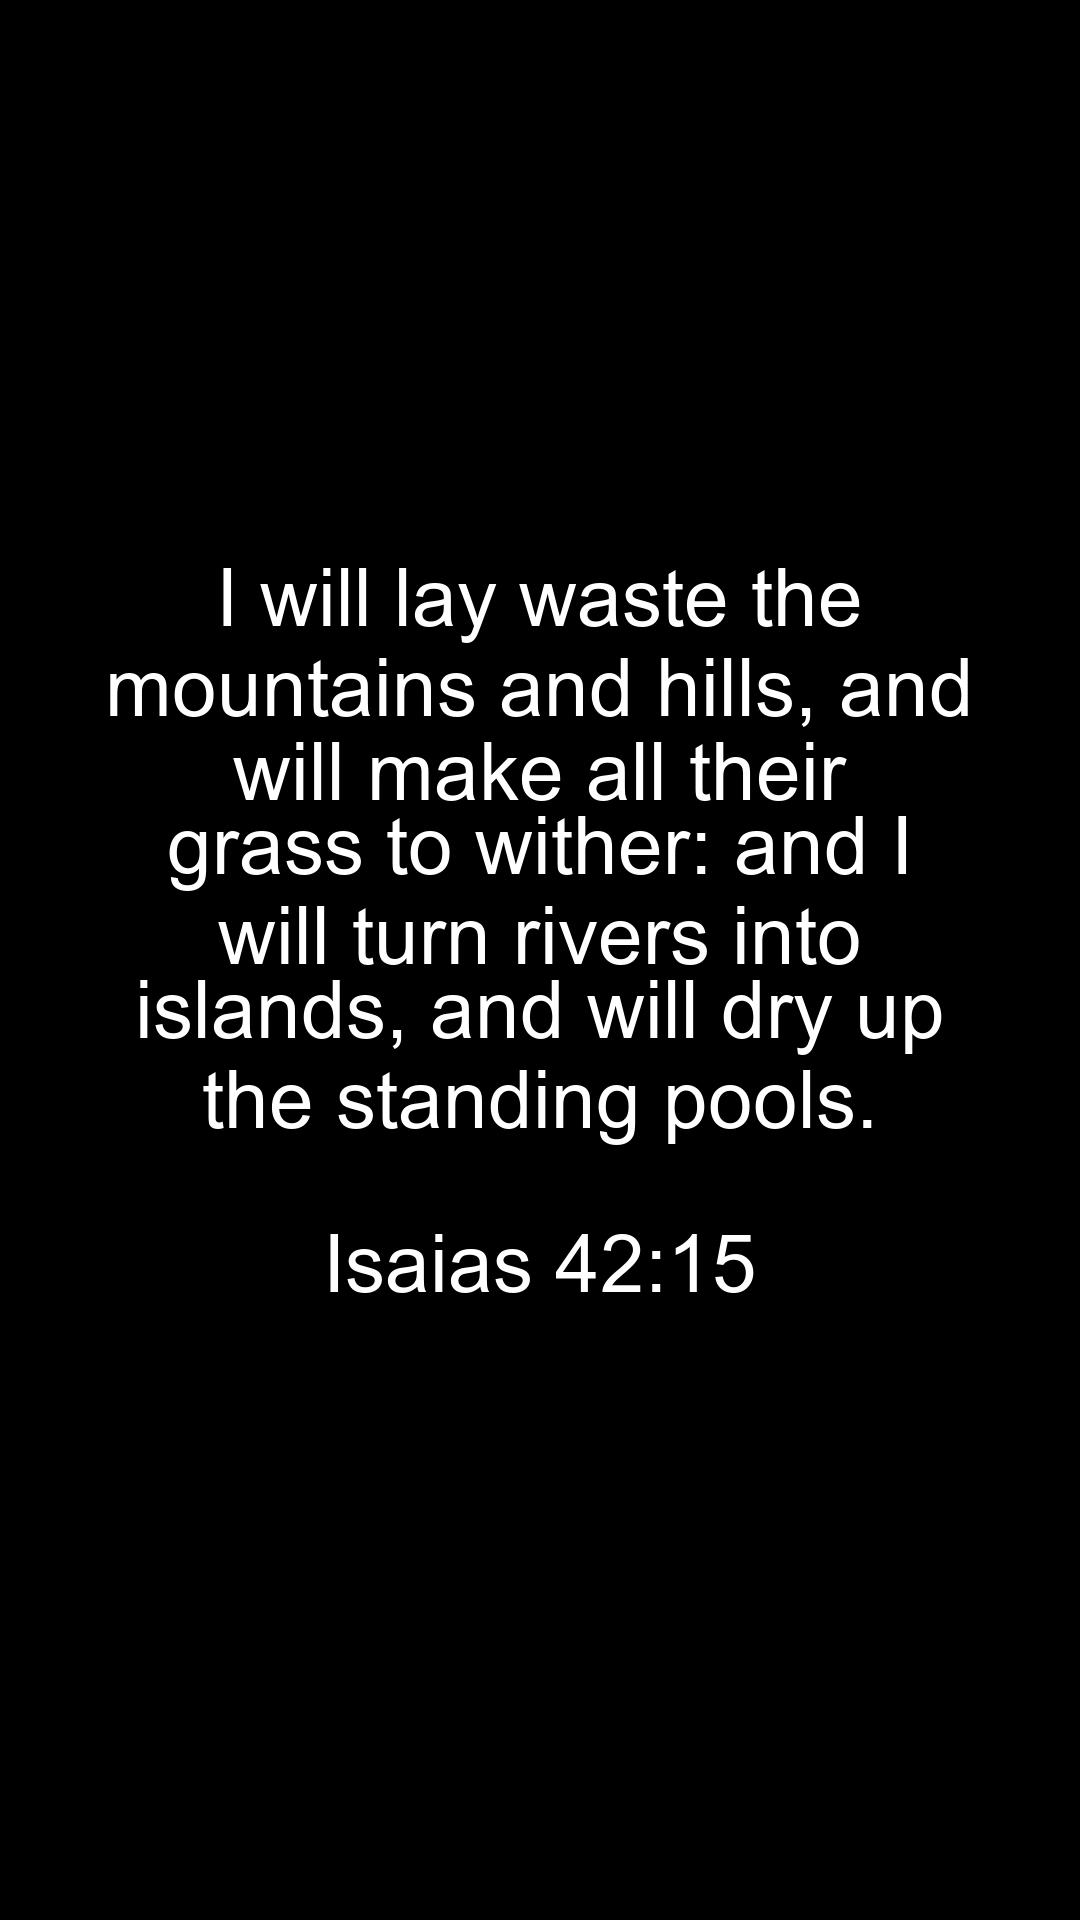 I will lay waste the
mountains and hills, and
will make all their
grass to wither: and I
will turn rivers into
islands, and will dry up
the standing pools.
Isaias 42:15